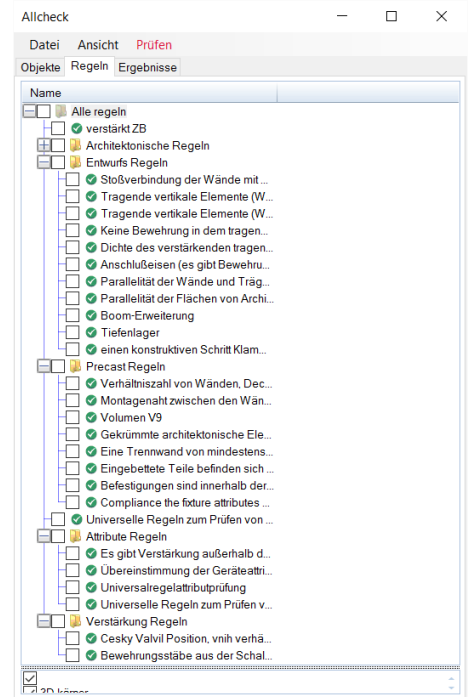 Allcheck
Datei Ansicht Prüfen
Objekte Regeln Ergebnisse
Name
Alle regeln
verstärkt ZB
Architektonische Regeln
Entwurfs Regeln
Stoßverbindung der Wände mit ...
Tragende vertikale Elemente (W...
Tragende vertikale Elemente (W...
Keine Bewehrung in dem tragen...
Dichte des verstärkenden tragen...
Anschlußeisen (es gibt Bewehru...
Parallelität der Wände und Träg...
Parallelität der Flächen von Archi...
Boom-Erweiterung
Tiefenlager
einen konstruktiven Schritt Klam...
Precast Regeln
Verhältniszahl von Wänden, Dec...
Montagenaht zwischen den Wän...
Volumen V9
Gekrümmte architektonische Ele...
Eine Trennwand von mindestens...
Eingebettete Teile befinden sich ...
Befestigungen sind innerhalb der...
Compliance the fixture attributes ...
Universelle Regeln zum Prüfen von ...
Attribute Regeln
Es gibt Verstärkung außerhalb d...
Übereinstimmung der Geräteattri...
Universalregelattributprüfung
Universelle Regeln zum Prüfen v...
Verstärkung Regeln
Cesky Valvil Position, vnih verhä...
Bewehrungsstäbe aus der Schal...
3D körper